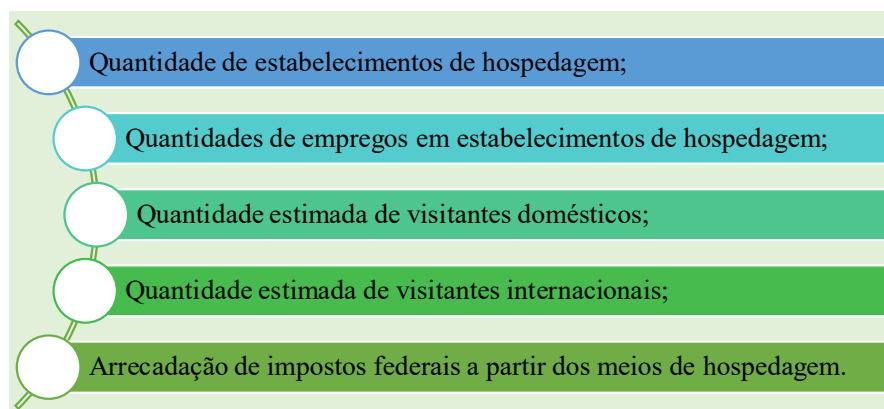 Quantidade de estabelecimentos de hospedagem;
Quantidades de empregos em estabelecimentos de hospedagem;
Quantidade estimada de visitantes domésticos;
Quantidade estimada de visitantes internacionais;
Arrecadação de impostos federais a partir dos meios de hospedagem.